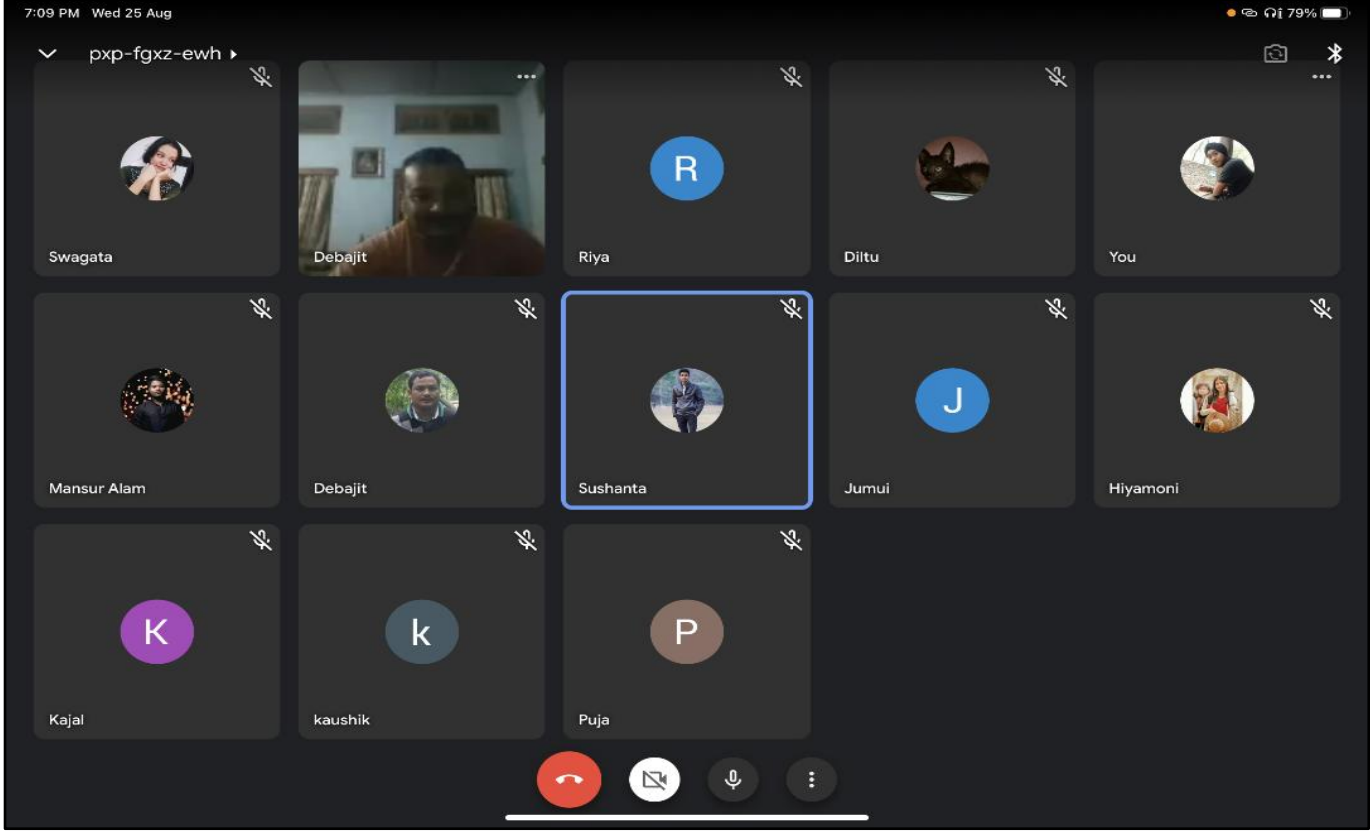 7:09 PM Wed 25 Aug 79%
pxp-fgxz-ewh
R
Swagata Debajit Riya Diltu You
J
Mansur Alam Debajit Sushanta Jumui Hiyamoni
K k P
Kajal kaushik Puja